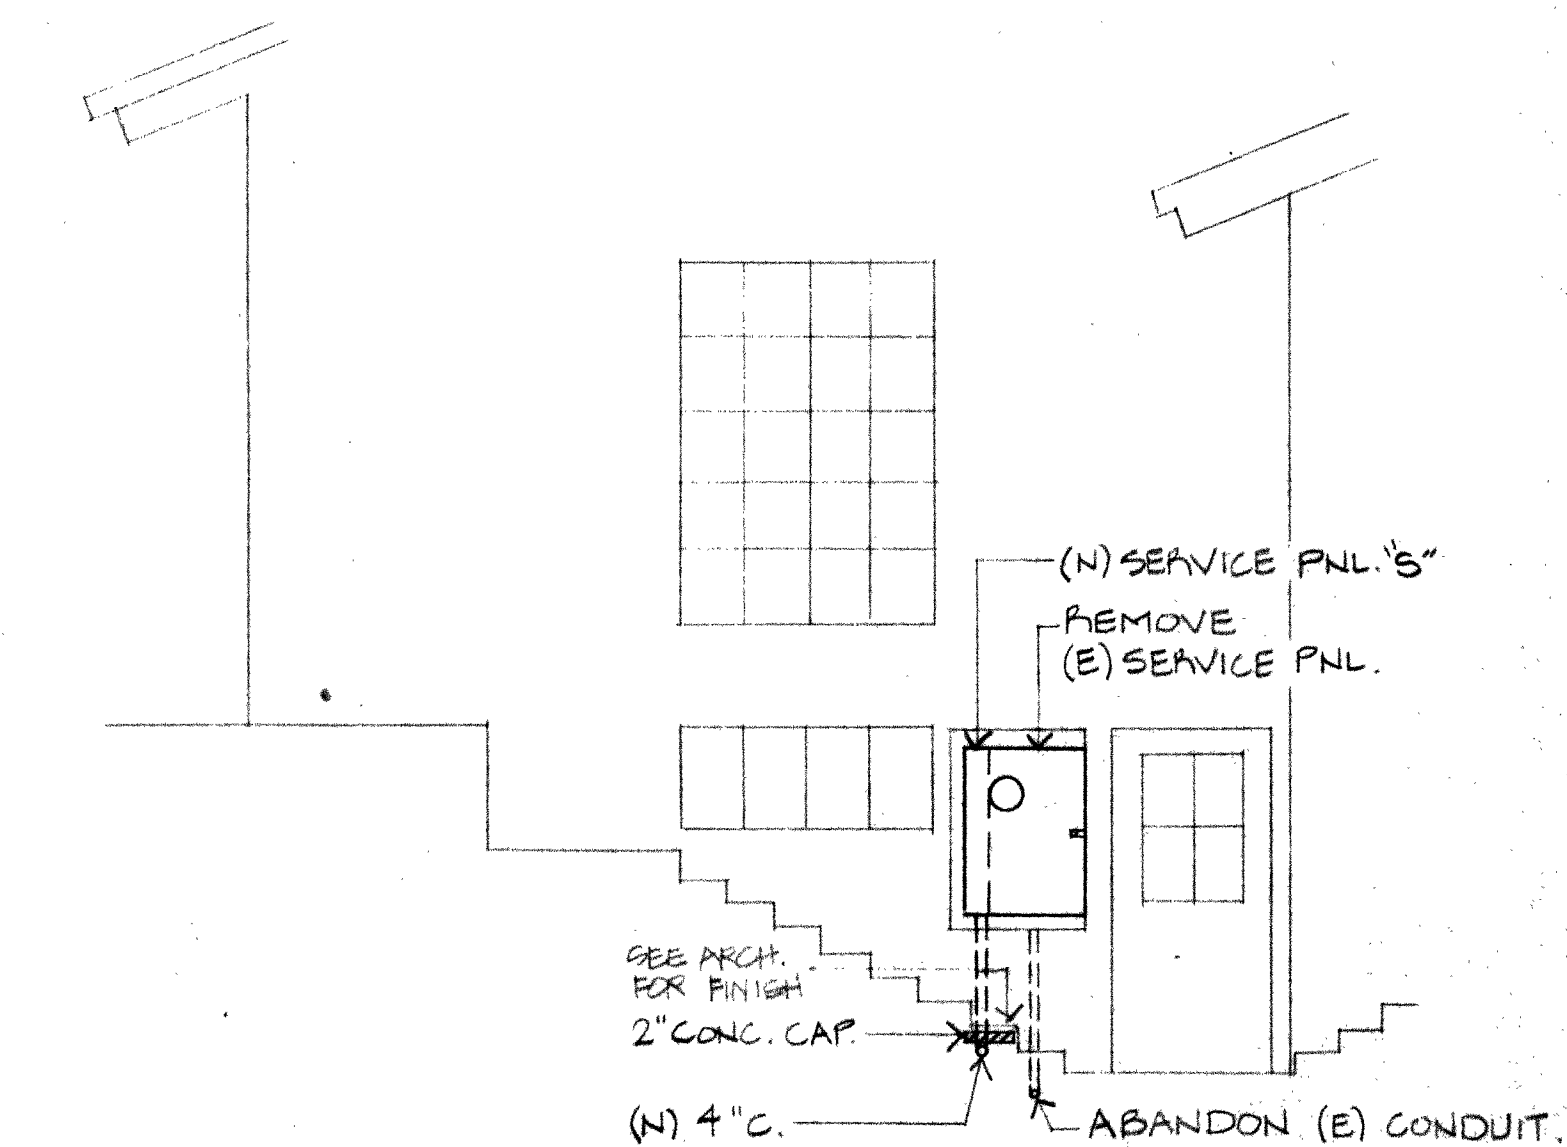 (N) SERVICE PNL. "S"
REMOVE
(E) SERVICE PNL.
SEE ARCH.
FOR FINISH
2" CONC. CAP.
(N) 4" C.
ABANDON (E) CONDUIT.